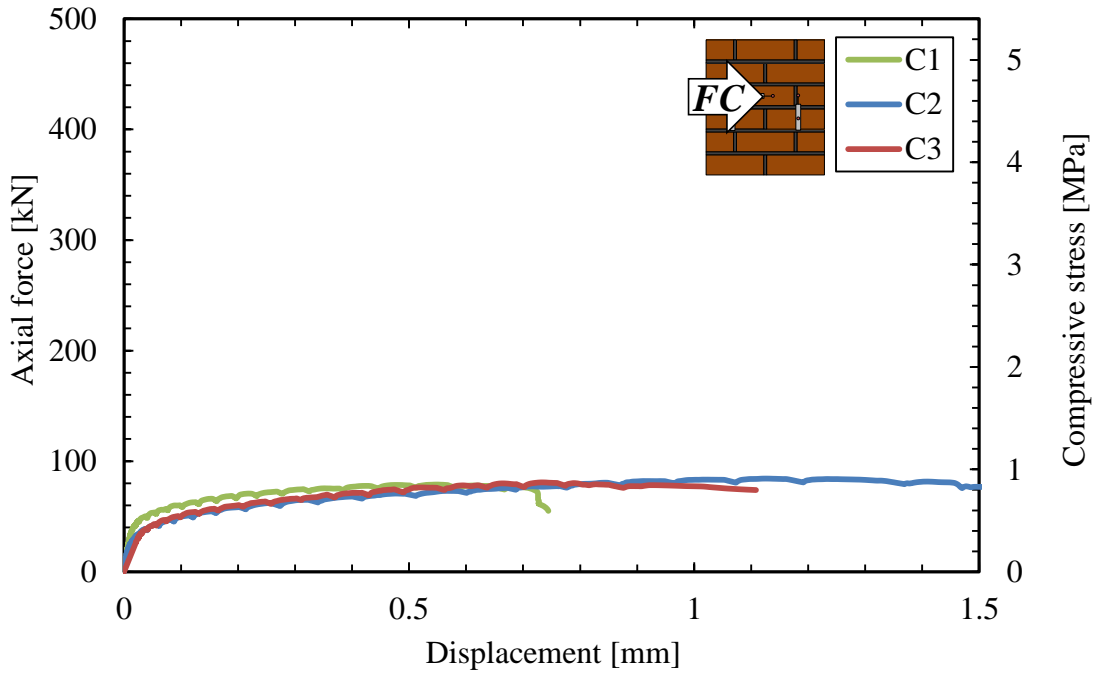 500
400
300
200
100
0
Axial force [kN]
0
0.5
1
1.5
Displacement [mm]
5
4
3
2
1
0
Compressive stress [MPa]
FC
C1
C2
C3